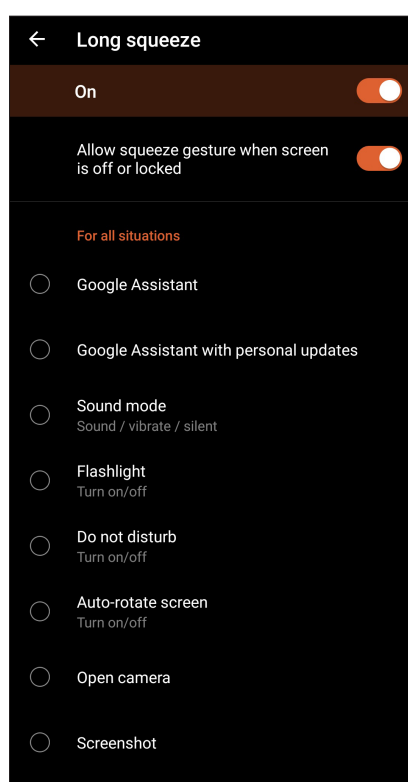 Long squeeze
On
Allow squeeze gesture when screen
is off or locked
For all situations
Google Assistant
Google Assistant with personal updates
Sound mode
Sound / vibrate / silent
Flashlight
Turn on/off
Do not disturb
Turn on/off
Auto-rotate screen
Turn on/off
Open camera
Screenshot